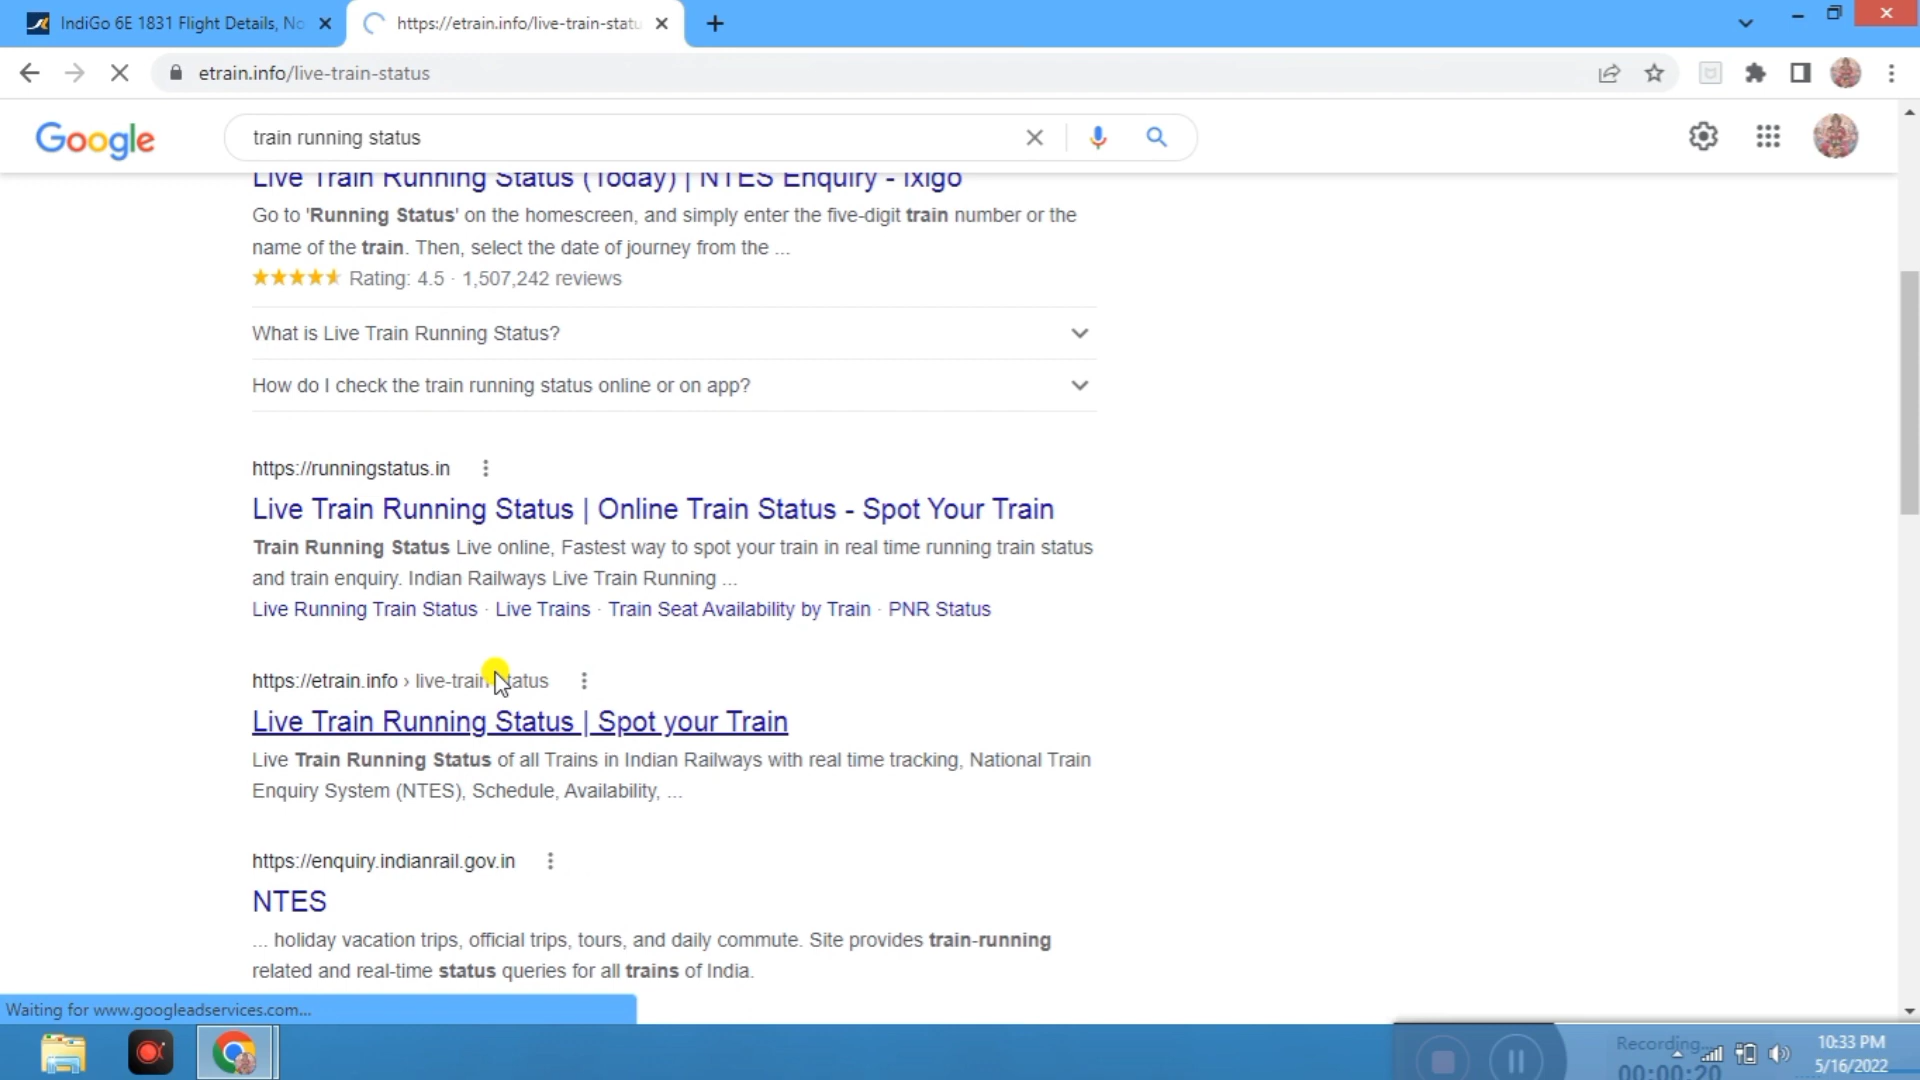 IndiGo 6E 1831 Flight Details, No
https://etrain.info/live-train-statu
etrain.info/live-train-status
Google
train running status
Live Train Running Status (Today) | NTES Enquiry - Ixigo
Go to 'Running Status' on the homescreen, and simply enter the five-digit train number or the
name of the train. Then, select the date of journey from the ...
Rating: 4.5 · 1,507,242 reviews
What is Live Train Running Status?
How do I check the train running status online or on app?
https://runningstatus.in
Live Train Running Status | Online Train Status - Spot Your Train
Train Running Status Live online, Fastest way to spot your train in real time running train status
and train enquiry. Indian Railways Live Train Running ...
Live Running Train Status · Live Trains · Train Seat Availability by Train · PNR Status
https://etrain.info › live-train-status
Live Train Running Status | Spot your Train
Live Train Running Status of all Trains in Indian Railways with real time tracking, National Train
Enquiry System (NTES), Schedule, Availability, ...
https://enquiry.indianrail.gov.in
NTES
... holiday vacation trips, official trips, tours, and daily commute. Site provides train-running
related and real-time status queries for all trains of India.
Waiting for www.googleadservices.com...
Recording...
00:00:20
10:33 PM
5/16/2022